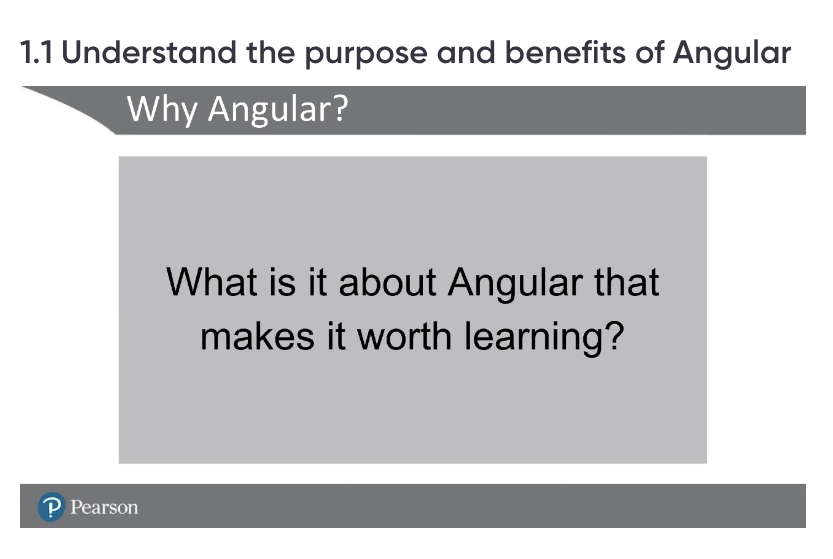 1.1 Understand the purpose and benefits of Angular
Why Angular?
What is it about Angular that
makes it worth learning?
Pearson